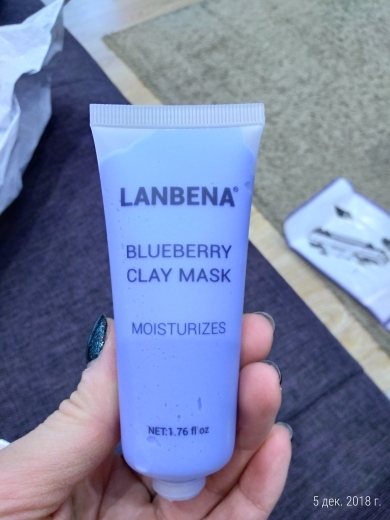 LANBENA®
BLUEBERRY
CLAY MASK
MOISTURIZES
NET:1.76 fl oz
5 дек. 2018 г.